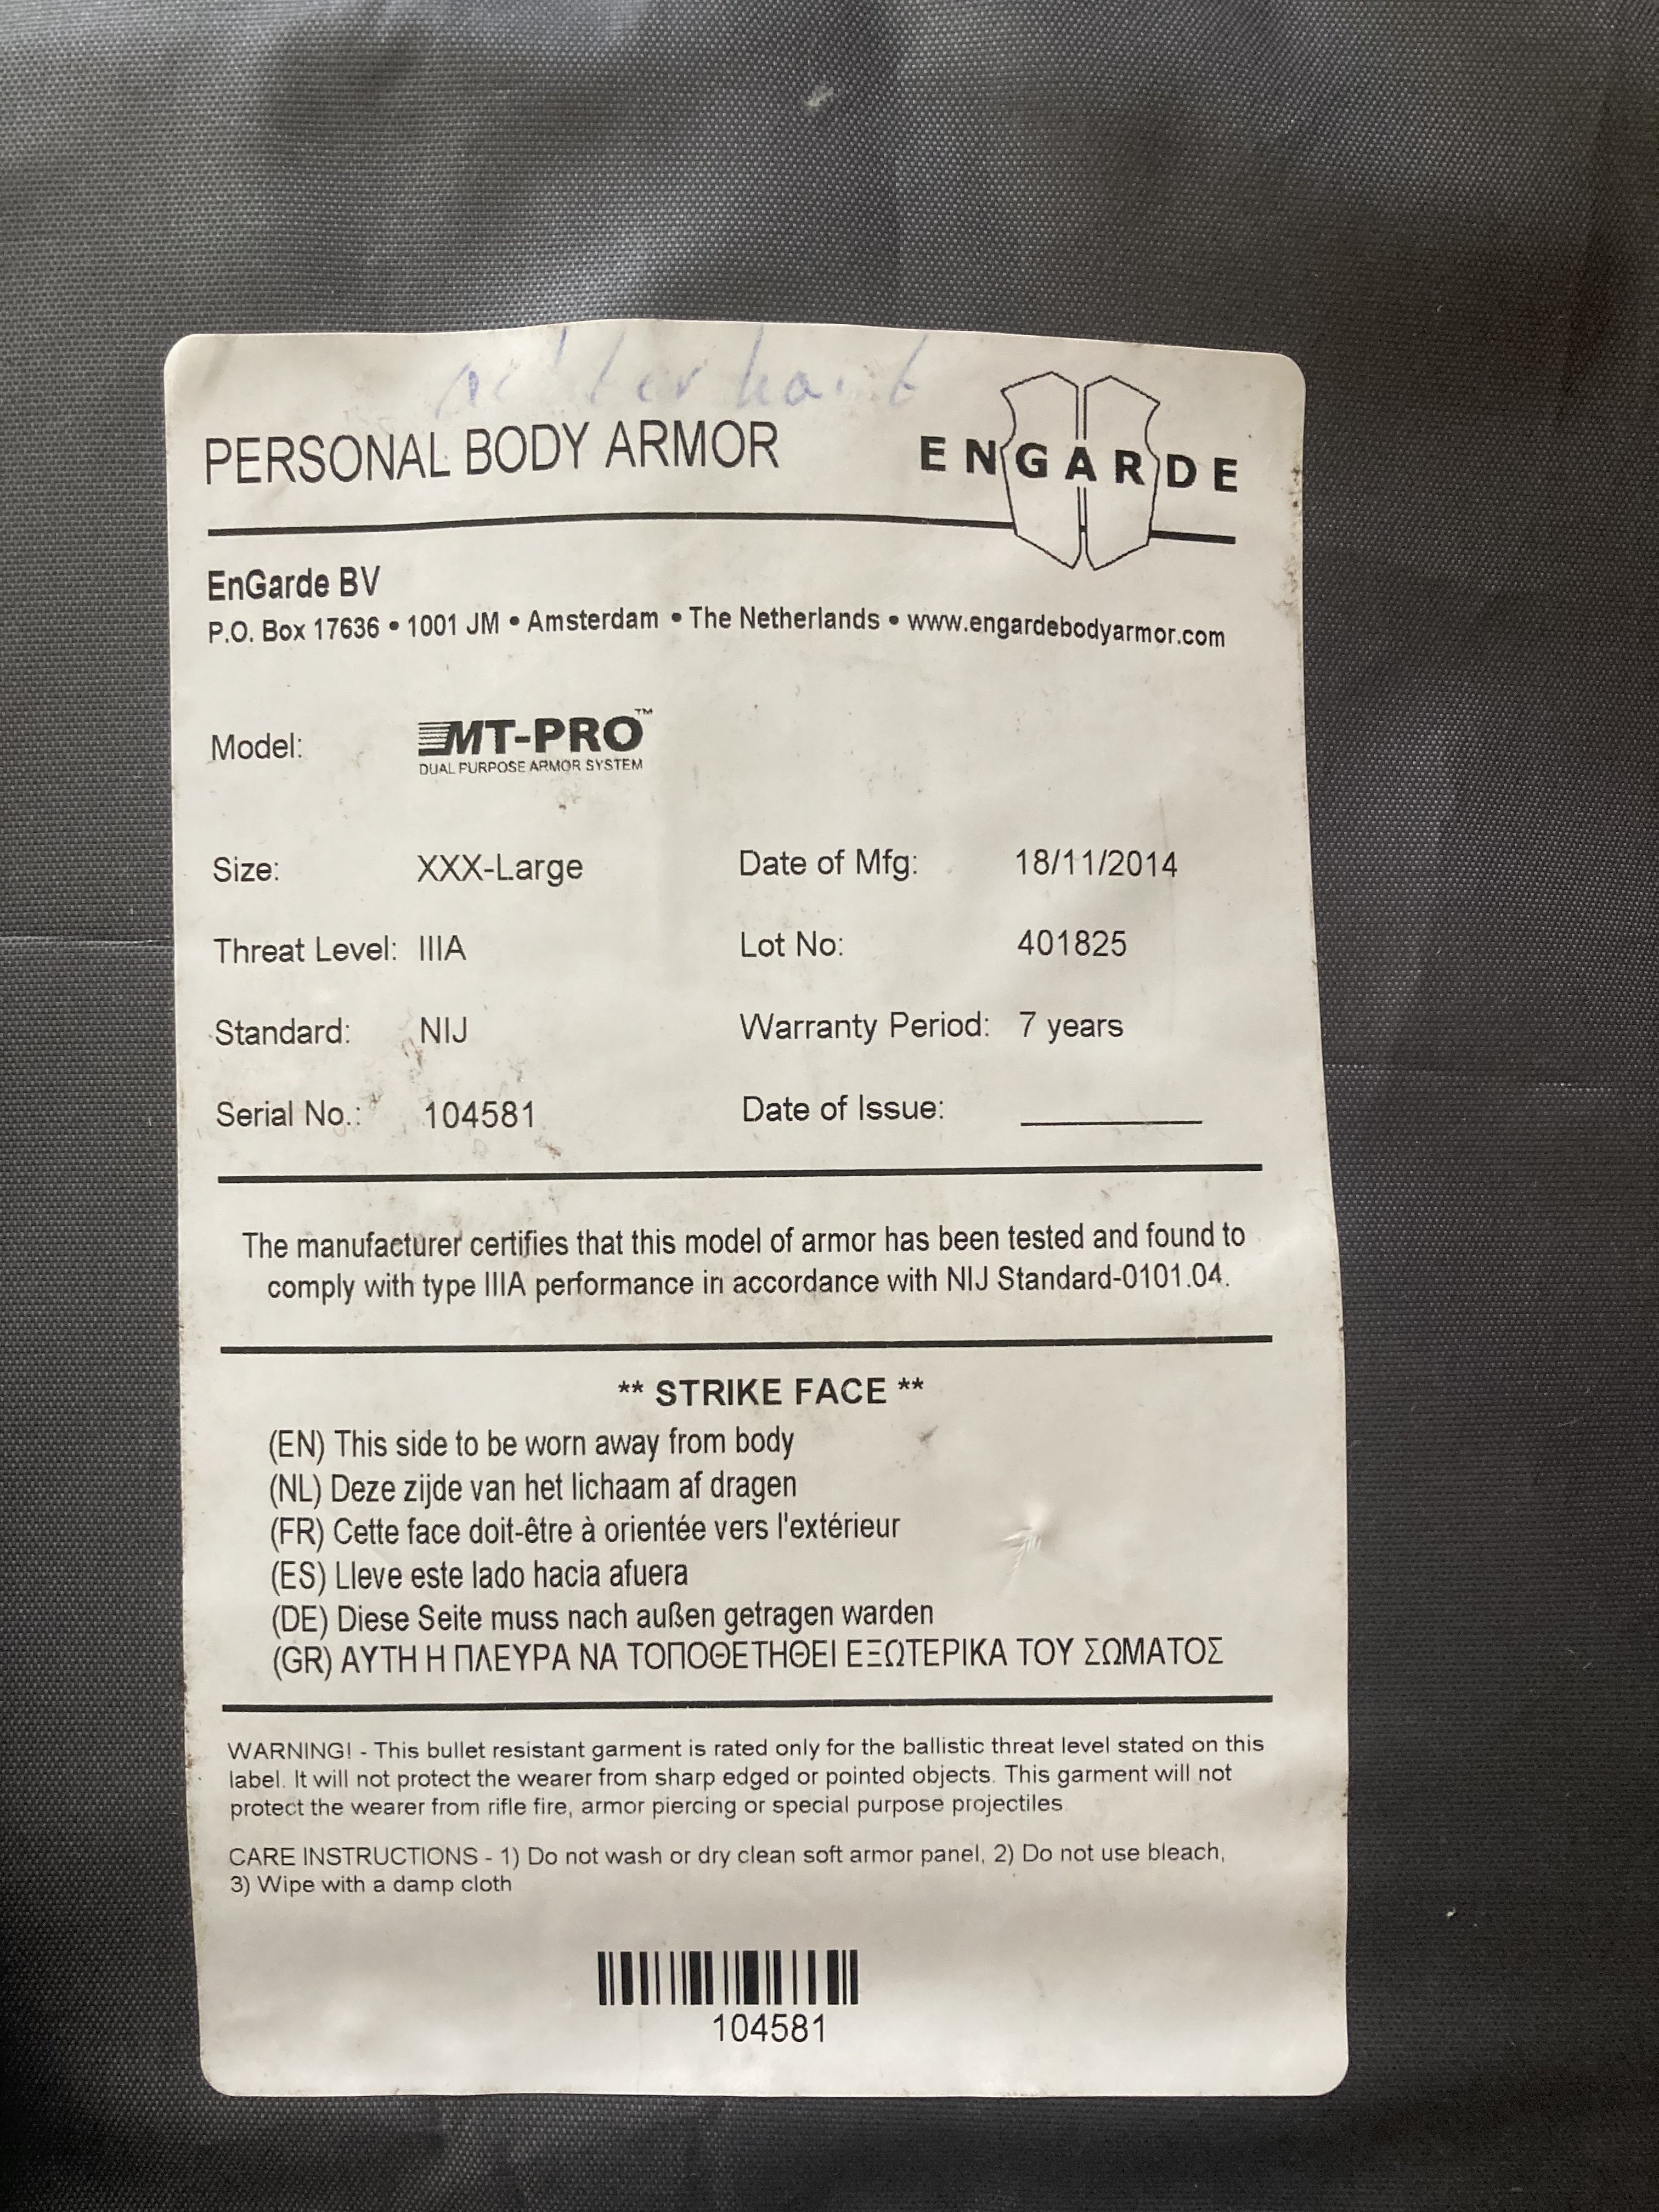 PERSONAL BODY ARMOR
ENGARDE
EnGarde BV
P.O. Box 17636 • 1001 JM • Amsterdam • The Netherlands • www.engardebodyarmor.com
Model: MT-PRO™
DUAL PURPOSE ARMOR SYSTEM
Size: XXX-Large Date of Mfg: 18/11/2014
Threat Level: IIIA Lot No: 401825
Standard: NIJ Warranty Period: 7 years
Serial No.: 104581 Date of Issue:
The manufacturer certifies that this model of armor has been tested and found to
comply with type IIIA performance in accordance with NIJ Standard-0101.04.
** STRIKE FACE **
(EN) This side to be worn away from body
(NL) Deze zijde van het lichaam af dragen
(FR) Cette face doit-être à orientée vers l'extérieur
(ES) Lleve este lado hacia afuera
(DE) Diese Seite muss nach außen getragen warden
(GR) ΑΥΤΗ Η ΠΛΕΥΡΑ ΝΑ ΤΟΠΟΘΕΤΗΘΕΙ ΕΞΩΤΕΡΙΚΑ ΤΟΥ ΣΩΜΑΤΟΣ
WARNING! - This bullet resistant garment is rated only for the ballistic threat level stated on this
label. It will not protect the wearer from sharp edged or pointed objects. This garment will not
protect the wearer from rifle fire, armor piercing or special purpose projectiles
CARE INSTRUCTIONS - 1) Do not wash or dry clean soft armor panel, 2) Do not use bleach,
3) Wipe with a damp cloth
104581